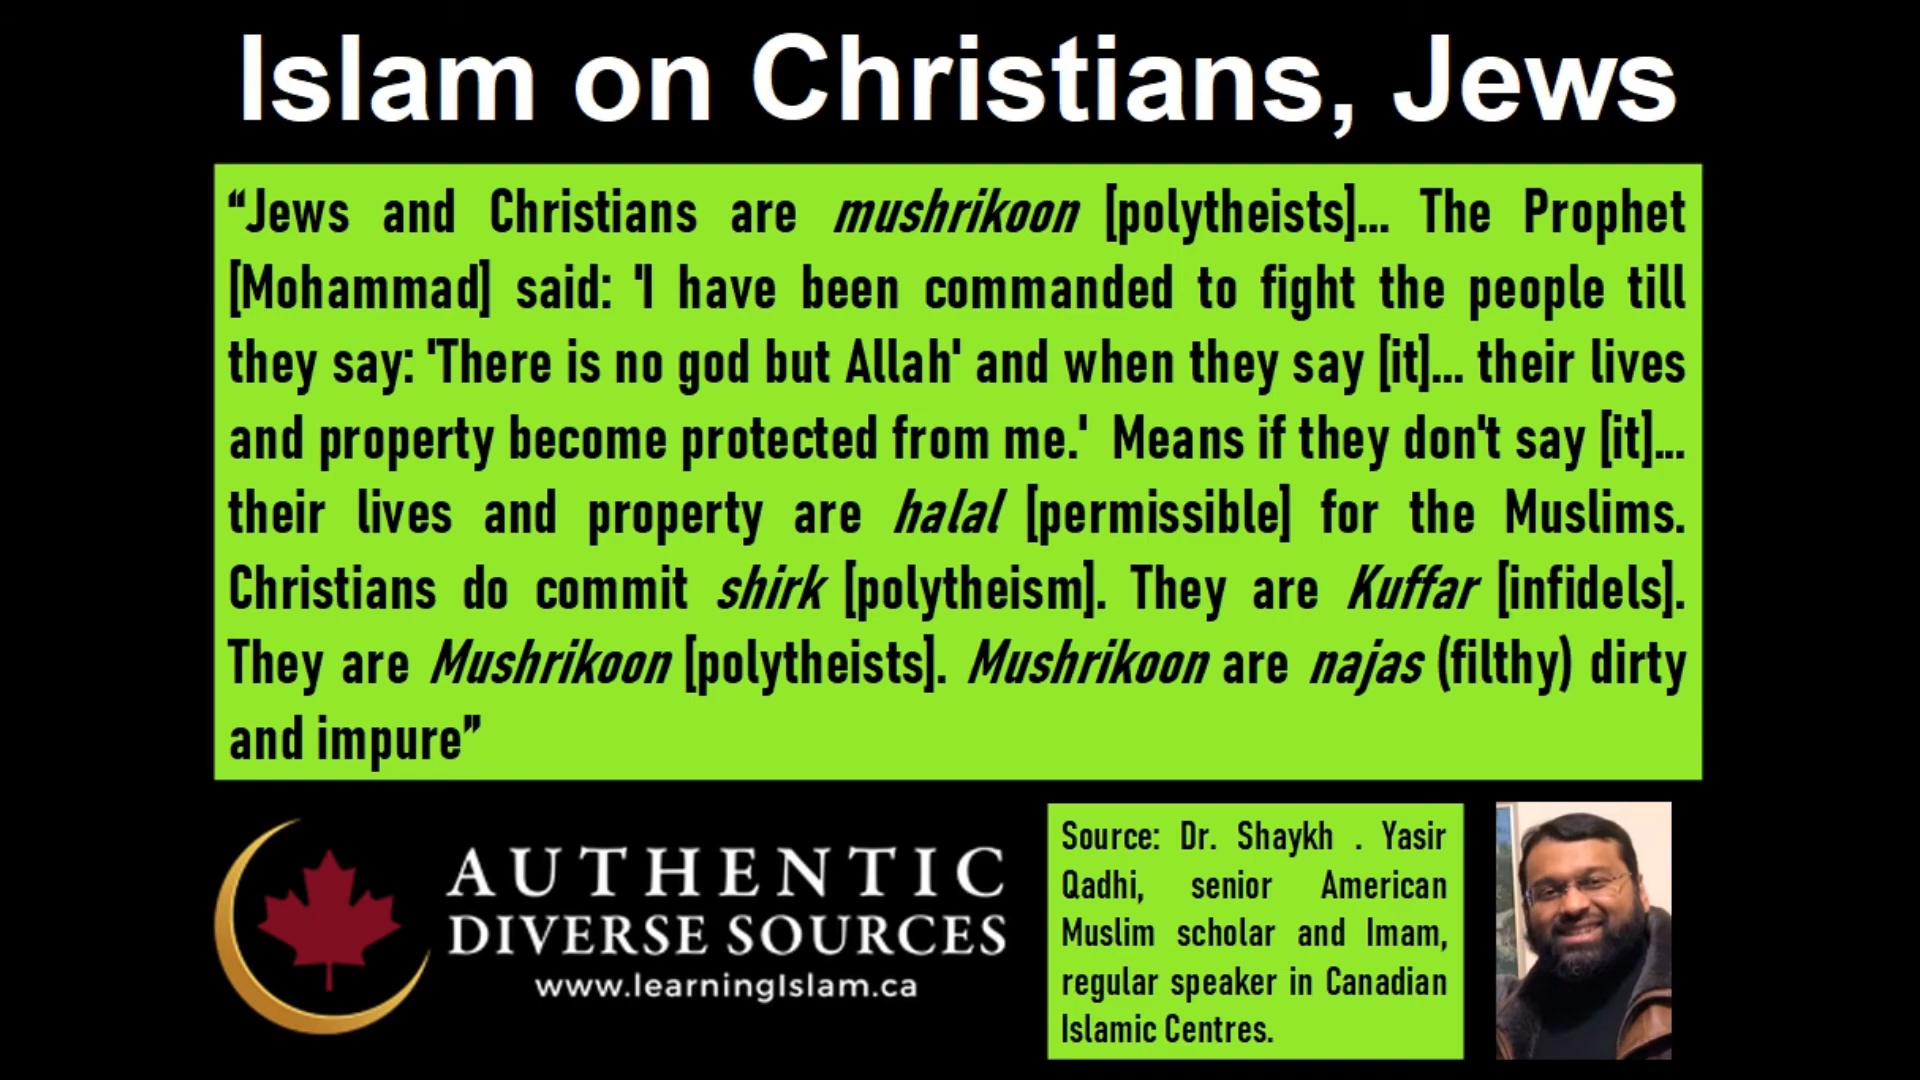 Islam on Christians, Jews
“Jews and Christians are mushrikoon [polytheists]... The Prophet
[Mohammad] said: 'I have been commanded to fight the people till
they say: 'There is no god but Allah' and when they say [it]... their lives
and property become protected from me.' Means if they don't say [it]...
their lives and property are halal [permissible] for the Muslims.
Christians do commit shirk [polytheism]. They are Kuffar [infidels].
They are Mushrikoon [polytheists]. Mushrikoon are najas (filthy) dirty
and impure”
AUTHENTIC
DIVERSE SOURCES
www.learningIslam.ca
Source: Dr. Shaykh . Yasir
Qadhi, senior American
Muslim scholar and Imam,
regular speaker in Canadian
Islamic Centres.